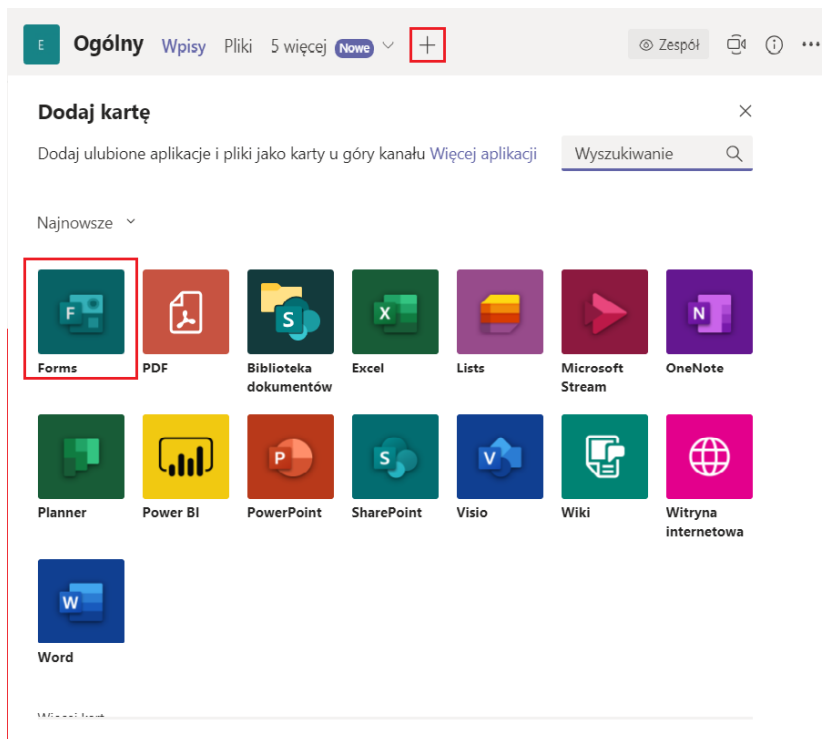 E Ogólny Wpisy Pliki 5 więcej Nowe Zespół
Dodaj kartę
Dodaj ulubione aplikacje i pliki jako karty u góry kanału Więcej aplikacji Wyszukiwanie
Najnowsze
Forms PDF Biblioteka dokumentów Excel Lists Microsoft Stream OneNote
Planner Power BI PowerPoint SharePoint Visio Wiki Witryna internetowa
Word
Więcej kart